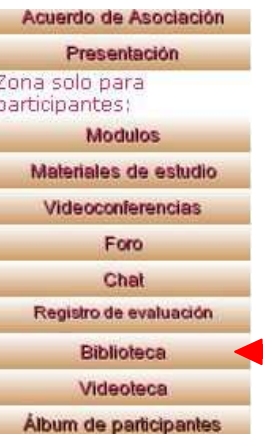 Acuerdo de Asociación
Presentación
Zona solo para
participantes:
Modulos
Materiales de estudio
Videoconferencias
Foro
Chat
Registro de evaluación
Biblioteca
Videoteca
Álbum de participantes